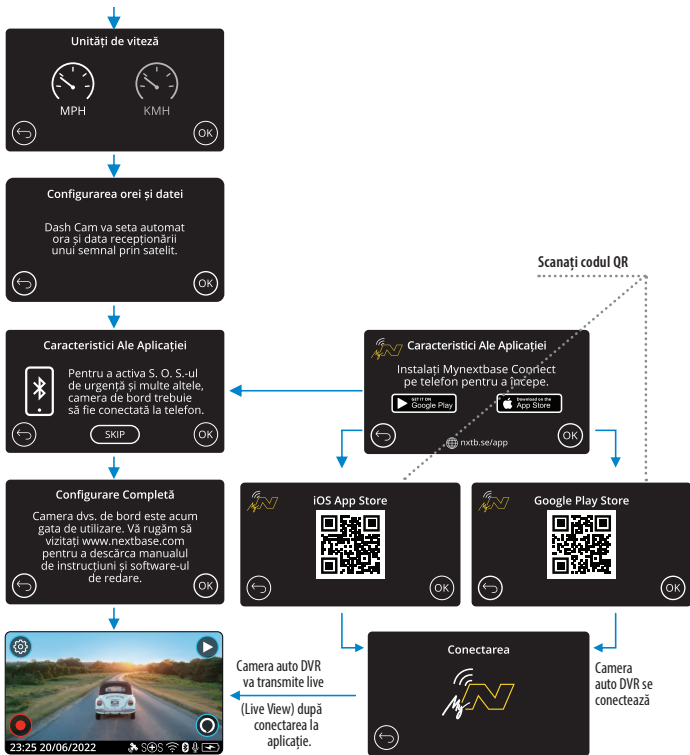 Unități de viteză
MPH
KMH
OK
Configurarea orei și datei
Dash Cam va seta automat
ora și data recepționării
unui semnal prin satelit.
OK
Scanați codul QR
Caracteristici Ale Aplicației
Pentru a activa S. O. S.-ul
de urgență și multe altele,
camera de bord trebuie
să fie conectată la telefon.
SKIP
OK
My N
Caracteristici Ale Aplicației
Instalați Mynextbase Connect
pe telefon pentru a începe.
GET IT ON
Google Play
Download on the
App Store
nxtb.se/app
OK
Configurare Completă
Camera dvs. de bord este acum
gata de utilizare. Vă rugăm să
vizitați www.nextbase.com
pentru a descărca manualul
de instrucțiuni și software-ul
de redare.
OK
My N
iOS App Store
OK
My N
Google Play Store
OK
23:25 20/06/2022
SOS
Camera auto DVR
va transmite live
(Live View) după
conectarea la
aplicație.
Conectarea
My N
Camera
auto DVR se
conectează